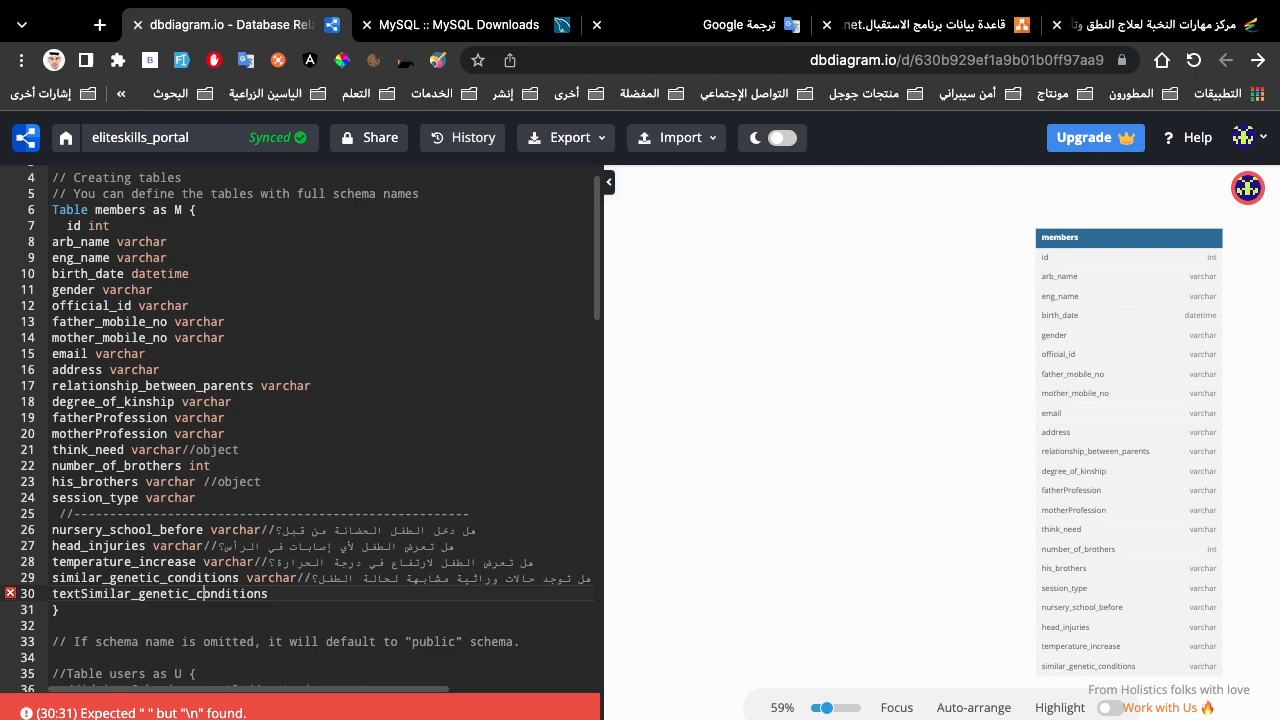 dbdiagram.io - Database Rela
MySQL :: MySQL Downloads
ترجمة Google
قاعدة بيانات برنامج الاستقبال.net
مركز مهارات النخبة لعلاج النطق وتأ
dbdiagram.io/d/630b929ef1a9b01b0ff97aa9
التطبيقات
المطورون
مونتاج
أمن سيبراني
منتجات جوجل
التواصل الإجتماعي
المفضلة
أخرى
إنشر
الخدمات
التعلم
الياسين الزراعية
البحوث
»
إشارات أخرى
eliteskills_portal
Synced
Share
History
Export
Import
Upgrade
? Help
4 // Creating tables
5 // You can define the tables with full schema names
6 Table members as M {
7 id int
8 arb_name varchar
9 eng_name varchar
10 birth_date datetime
11 gender varchar
12 official_id varchar
13 father_mobile_no varchar
14 mother_mobile_no varchar
15 email varchar
16 address varchar
17 relationship_between_parents varchar
18 degree_of_kinship varchar
19 fatherProfession varchar
20 motherProfession varchar
21 think_need varchar//object
22 number_of_brothers int
23 his_brothers varchar //object
24 session_type varchar
25 //-------------------------------------------------------
26 nursery_school_before varchar//هل دخل الطفل الحضانة من قبل؟
27 head_injuries varchar//هل تعرض الطفل لأي إصابات في الرأس؟
28 temperature_increase varchar//هل تعرض الطفل لارتفاع في درجة الحرارة؟
29 similar_genetic_conditions varchar//هل توجد حالات وراثية مشابهة لحالة الطفل؟
30 textSimilar_genetic_conditions
31 }
32
33 // If schema name is omitted, it will default to "public" schema.
34
35 //Table users as U {
36
(30:31) Expected " " but "\n" found.
members
id int
arb_name varchar
eng_name varchar
birth_date datetime
gender varchar
official_id varchar
father_mobile_no varchar
mother_mobile_no varchar
email varchar
address varchar
relationship_between_parents varchar
degree_of_kinship varchar
fatherProfession varchar
motherProfession varchar
think_need varchar
number_of_brothers int
his_brothers varchar
session_type varchar
nursery_school_before varchar
head_injuries varchar
temperature_increase varchar
similar_genetic_conditions varchar
From Holistics folks with love
59%
Focus
Auto-arrange
Highlight
Work with Us